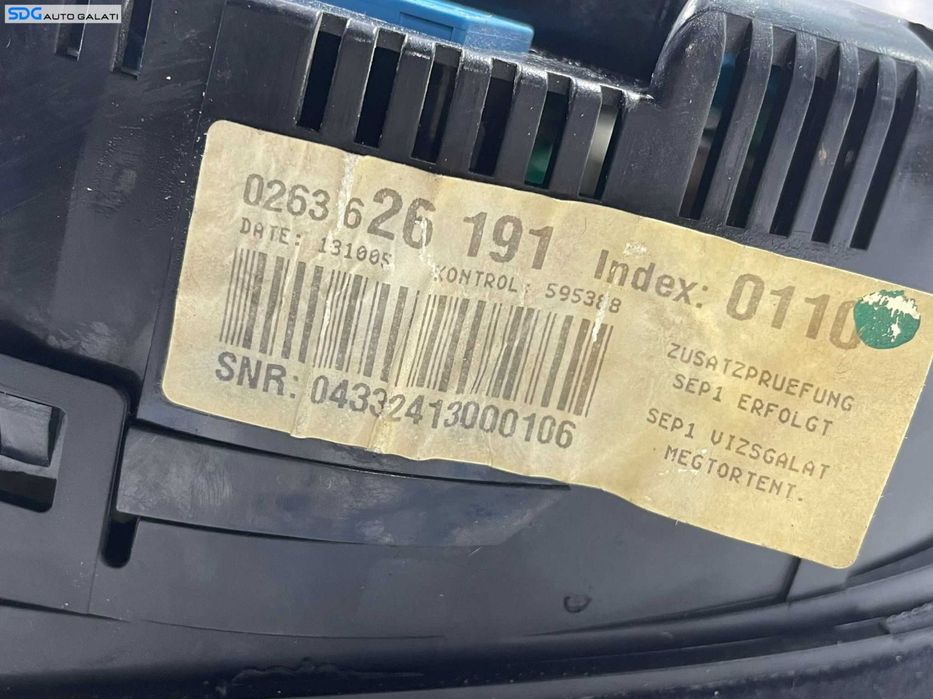 SDG AUTO GALATI
0263 626 191 Index: 0110
DATE: 131005 KONTROL: 595388
SNR: 04332413000106
ZUSATZPRUEFUNG
SEP1 ERFOLGT
SEP1 VIZSGALAT
MEGTORTENT.